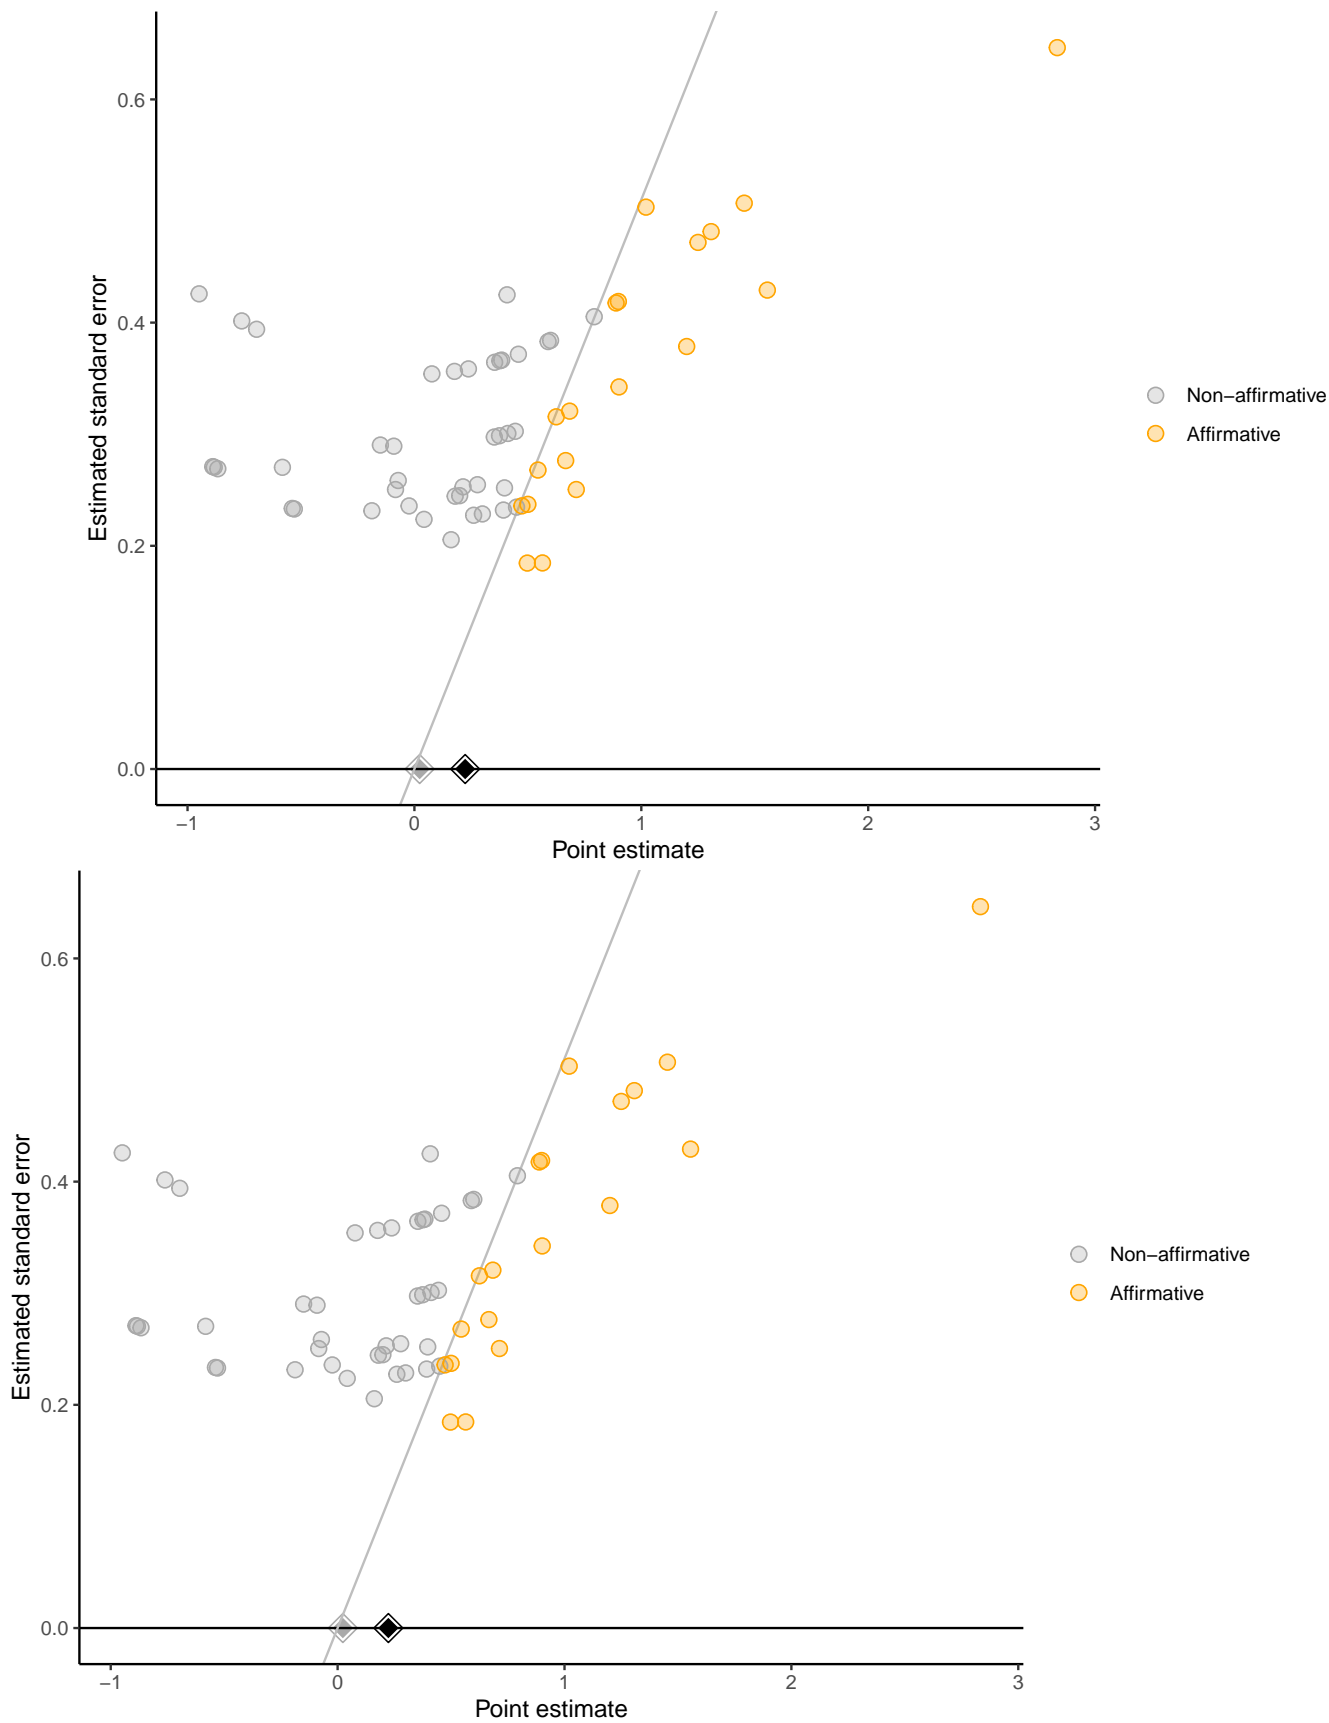 0.6
0.4
0.2
0.0
Estimated standard error
−1
0
1
2
3
Point estimate
Non−affirmative
Affirmative
0.6
0.4
0.2
0.0
Estimated standard error
−1
0
1
2
3
Point estimate
Non−affirmative
Affirmative